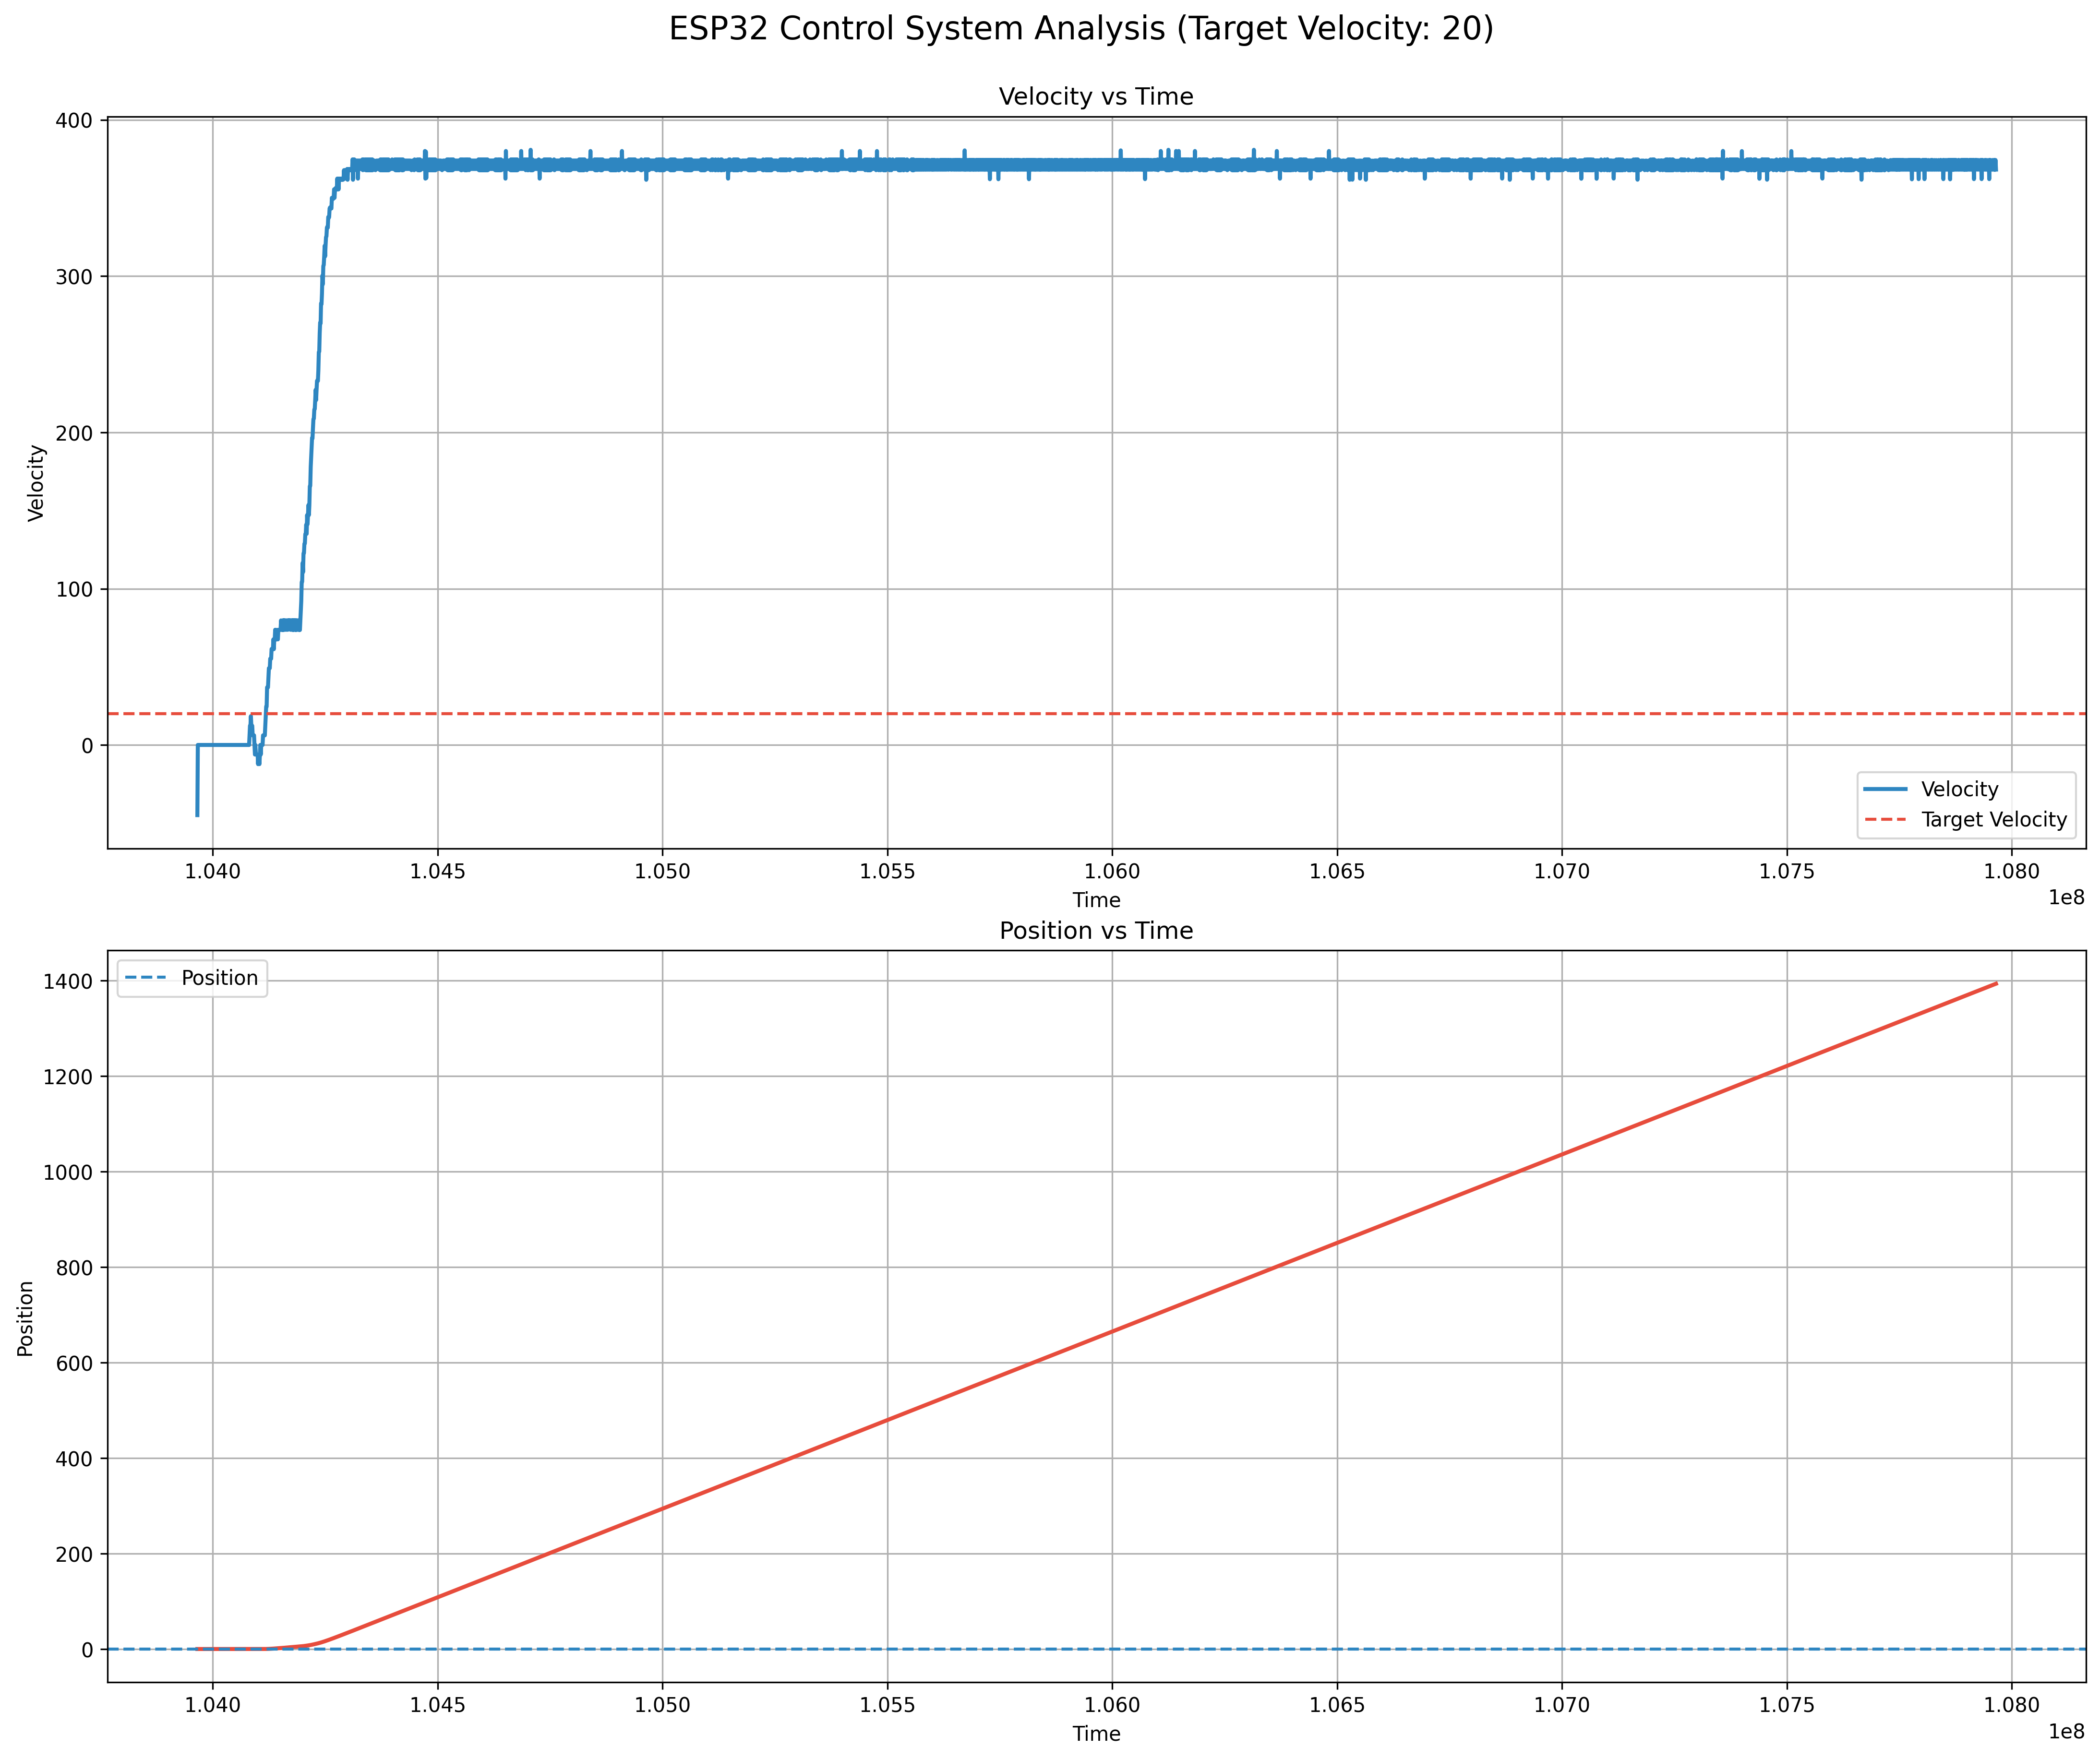 ESP32 Control System Analysis (Target Velocity: 20)
Velocity vs Time
400
300
200
100
0
Velocity
Velocity
Target Velocity
1.040 1.045 1.050 1.055 1.060 1.065 1.070 1.075 1.080
Time
1e8
Position vs Time
Position
1400
1200
1000
800
600
400
200
0
Position
1.040 1.045 1.050 1.055 1.060 1.065 1.070 1.075 1.080
Time
1e8